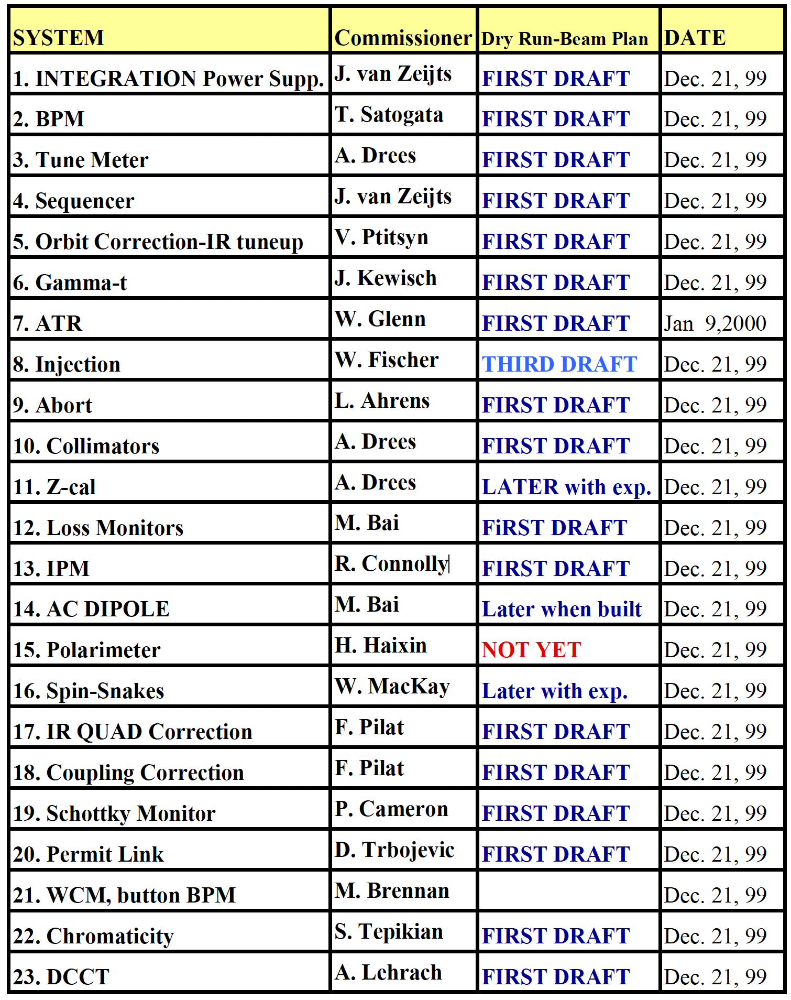 SYSTEM Commissioner Dry Run-Beam Plan DATE
1. INTEGRATION Power Supp. J. van Zeijts FIRST DRAFT Dec. 21, 99
2. BPM T. Satogata FIRST DRAFT Dec. 21, 99
3. Tune Meter A. Drees FIRST DRAFT Dec. 21, 99
4. Sequencer J. van Zeijts FIRST DRAFT Dec. 21, 99
5. Orbit Correction-IR tuneup V. Ptitsyn FIRST DRAFT Dec. 21, 99
6. Gamma-t J. Kewisch FIRST DRAFT Dec. 21, 99
7. ATR W. Glenn FIRST DRAFT Jan  9,2000
8. Injection W. Fischer THIRD DRAFT Dec. 21, 99
9. Abort L. Ahrens FIRST DRAFT Dec. 21, 99
10. Collimators A. Drees FIRST DRAFT Dec. 21, 99
11. Z-cal A. Drees LATER with exp. Dec. 21, 99
12. Loss Monitors M. Bai FiRST DRAFT Dec. 21, 99
13. IPM R. Connolly FIRST DRAFT Dec. 21, 99
14. AC DIPOLE M. Bai Later when built Dec. 21, 99
15. Polarimeter H. Haixin NOT YET Dec. 21, 99
16. Spin-Snakes W. MacKay Later with exp. Dec. 21, 99
17. IR QUAD Correction F. Pilat FIRST DRAFT Dec. 21, 99
18. Coupling Correction F. Pilat FIRST DRAFT Dec. 21, 99
19. Schottky Monitor P. Cameron FIRST DRAFT Dec. 21, 99
20. Permit Link D. Trbojevic FIRST DRAFT Dec. 21, 99
21. WCM, button BPM M. Brennan Dec. 21, 99
22. Chromaticity S. Tepikian FIRST DRAFT Dec. 21, 99
23. DCCT A. Lehrach FIRST DRAFT Dec. 21, 99